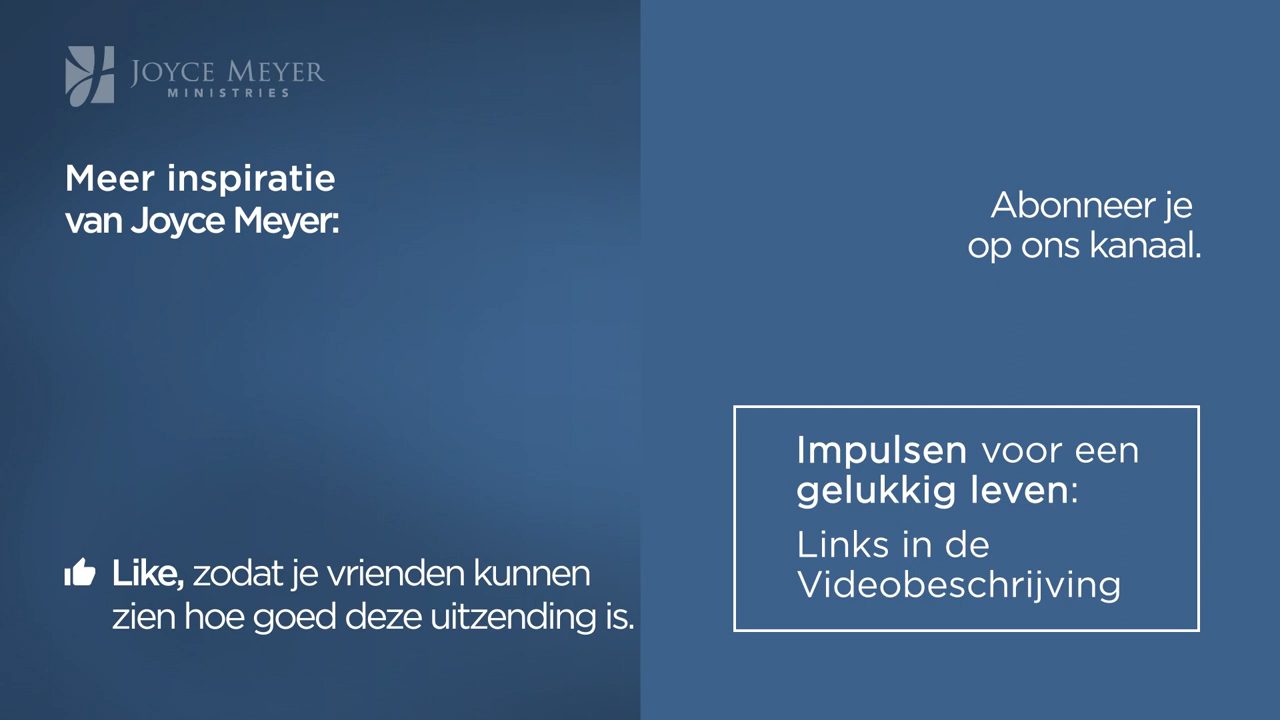 JOYCE MEYER
MINISTRIES
Meer inspiratie
van Joyce Meyer:
Like, zodat je vrienden kunnen
zien hoe goed deze uitzending is.
Abonneer je
op ons kanaal.
Impulsen voor een
gelukkig leven:
Links in de
Videobeschrijving